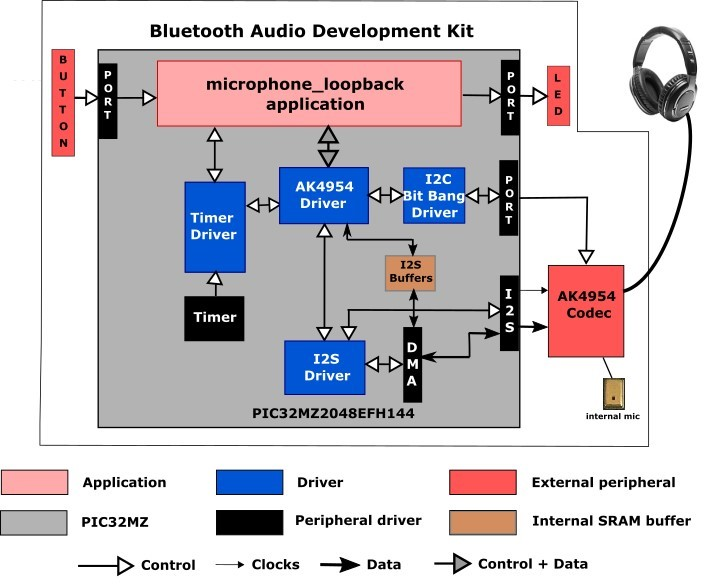 Bluetooth Audio Development Kit
BUTTON
PORT
microphone_loopback
application
PORT
LED
AK4954
Driver
I2C
Bit Bang
Driver
PORT
Timer
Driver
I2S
Buffers
I2S
AK4954
Codec
Timer
I2S
Driver
DMA
internal mic
PIC32MZ2048EFH144
Application
Driver
External peripheral
PIC32MZ
Peripheral driver
Internal SRAM buffer
Control
Clocks
Data
Control + Data